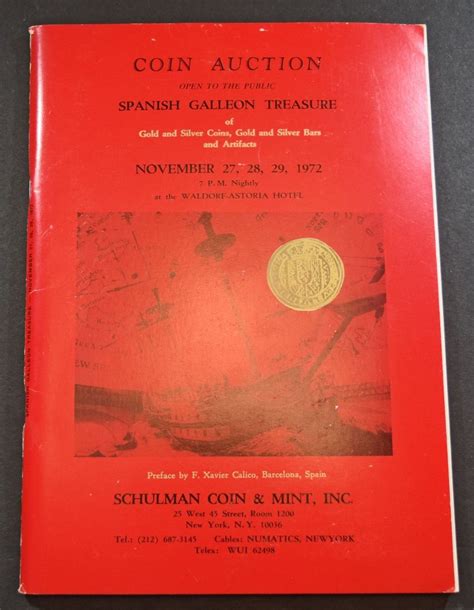 COIN AUCTION
OPEN TO THE PUBLIC
SPANISH GALLEON TREASURE
of
Gold and Silver Coins, Gold and Silver Bars
and Artifacts
NOVEMBER 27, 28, 29, 1972
7 P.M. Nightly
at the WALDORF-ASTORIA HOTEL
Preface by F. Xavier Calico, Barcelona, Spain
SCHULMAN COIN & MINT, INC.
25 West 45 Street, Room 1200
New York, N.Y. 10036
Tel.: (212) 687-3145 Cables: NUMATICS, NEWYORK
Telex: WUI 62498